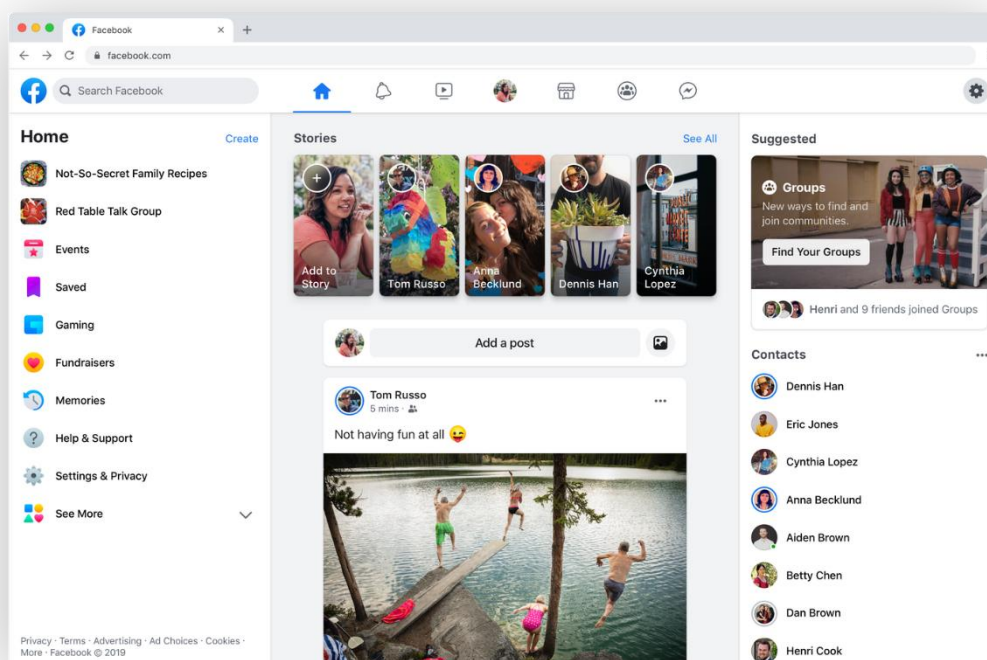 Facebook
facebook.com
Search Facebook
Home
Create
Not-So-Secret Family Recipes
Red Table Talk Group
Events
Saved
Gaming
Fundraisers
Memories
Help & Support
Settings & Privacy
See More
Privacy · Terms · Advertising · Ad Choices · Cookies ·
More · Facebook © 2019
Stories
See All
Add to
Story
Tom Russo
Anna
Becklund
Dennis Han
Cynthia
Lopez
Add a post
Tom Russo
5 mins ·
Not having fun at all 😜
Suggested
Groups
New ways to find and
join communities.
Find Your Groups
Henri and 9 friends joined Groups
Contacts
Dennis Han
Eric Jones
Cynthia Lopez
Anna Becklund
Aiden Brown
Betty Chen
Dan Brown
Henri Cook